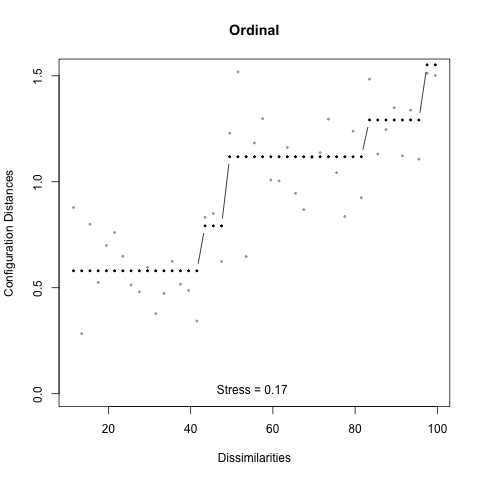 Ordinal
1.5
1.0
0.5
0.0
Configuration Distances
Stress = 0.17
20 40 60 80 100
Dissimilarities